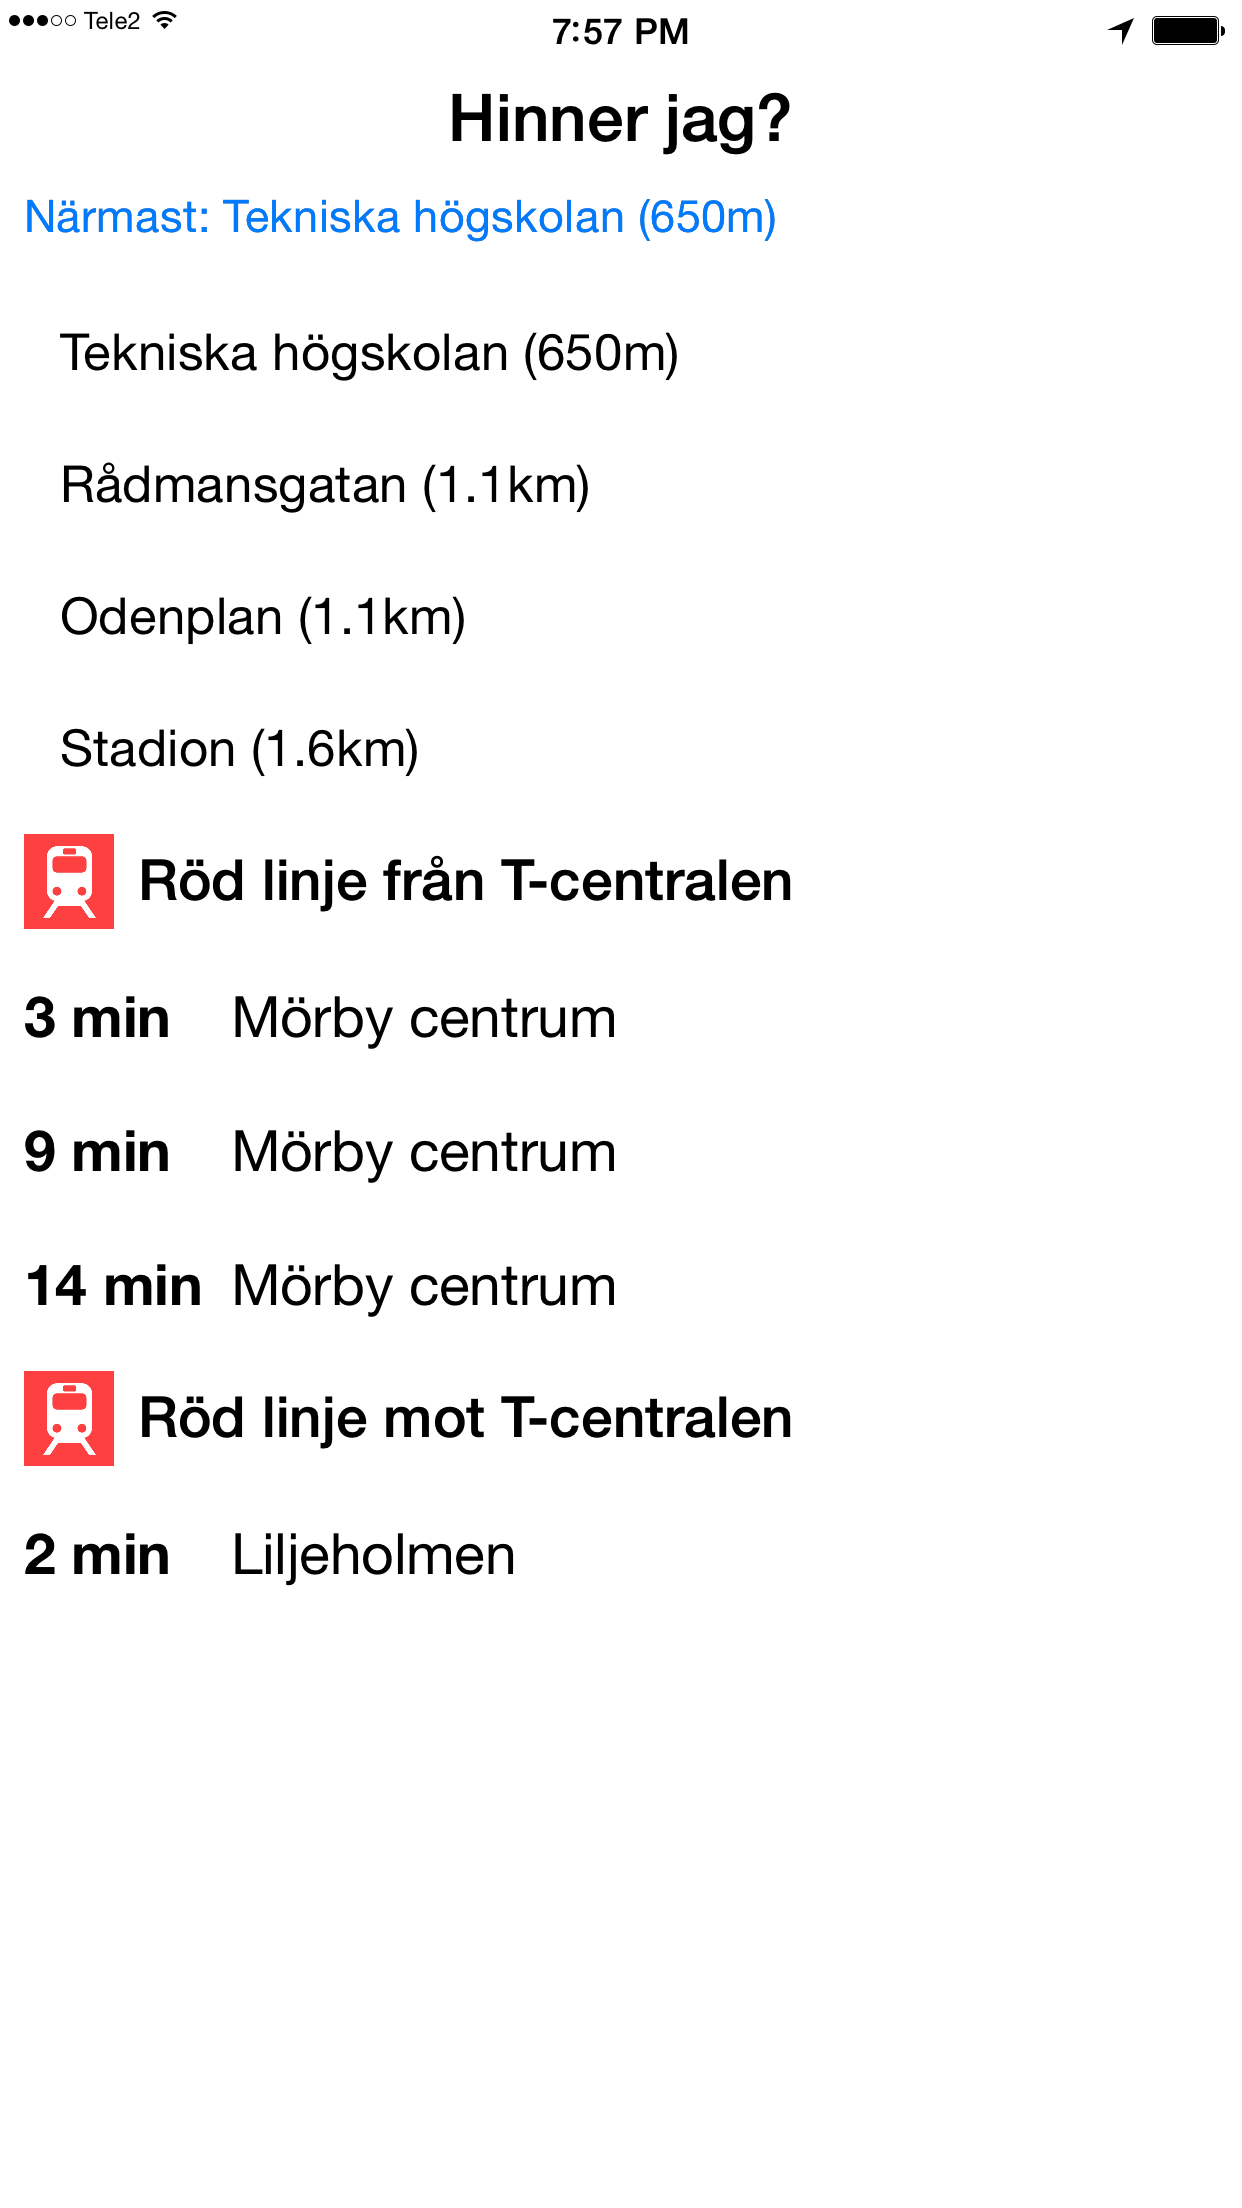 Tele2
7:57 PM
Hinner jag?
Närmast: Tekniska högskolan (650m)
Tekniska högskolan (650m)
Rådmansgatan (1.1km)
Odenplan (1.1km)
Stadion (1.6km)
Röd linje från T-centralen
3 min Mörby centrum
9 min Mörby centrum
14 min Mörby centrum
Röd linje mot T-centralen
2 min Liljeholmen